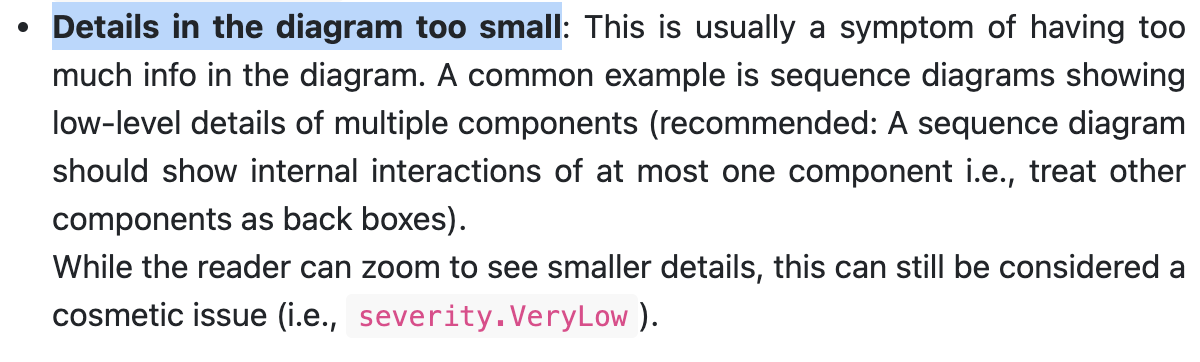 • Details in the diagram too small: This is usually a symptom of having too
much info in the diagram. A common example is sequence diagrams showing
low-level details of multiple components (recommended: A sequence diagram
should show internal interactions of at most one component i.e., treat other
components as back boxes).
While the reader can zoom to see smaller details, this can still be considered a
cosmetic issue (i.e., severity.VeryLow ).